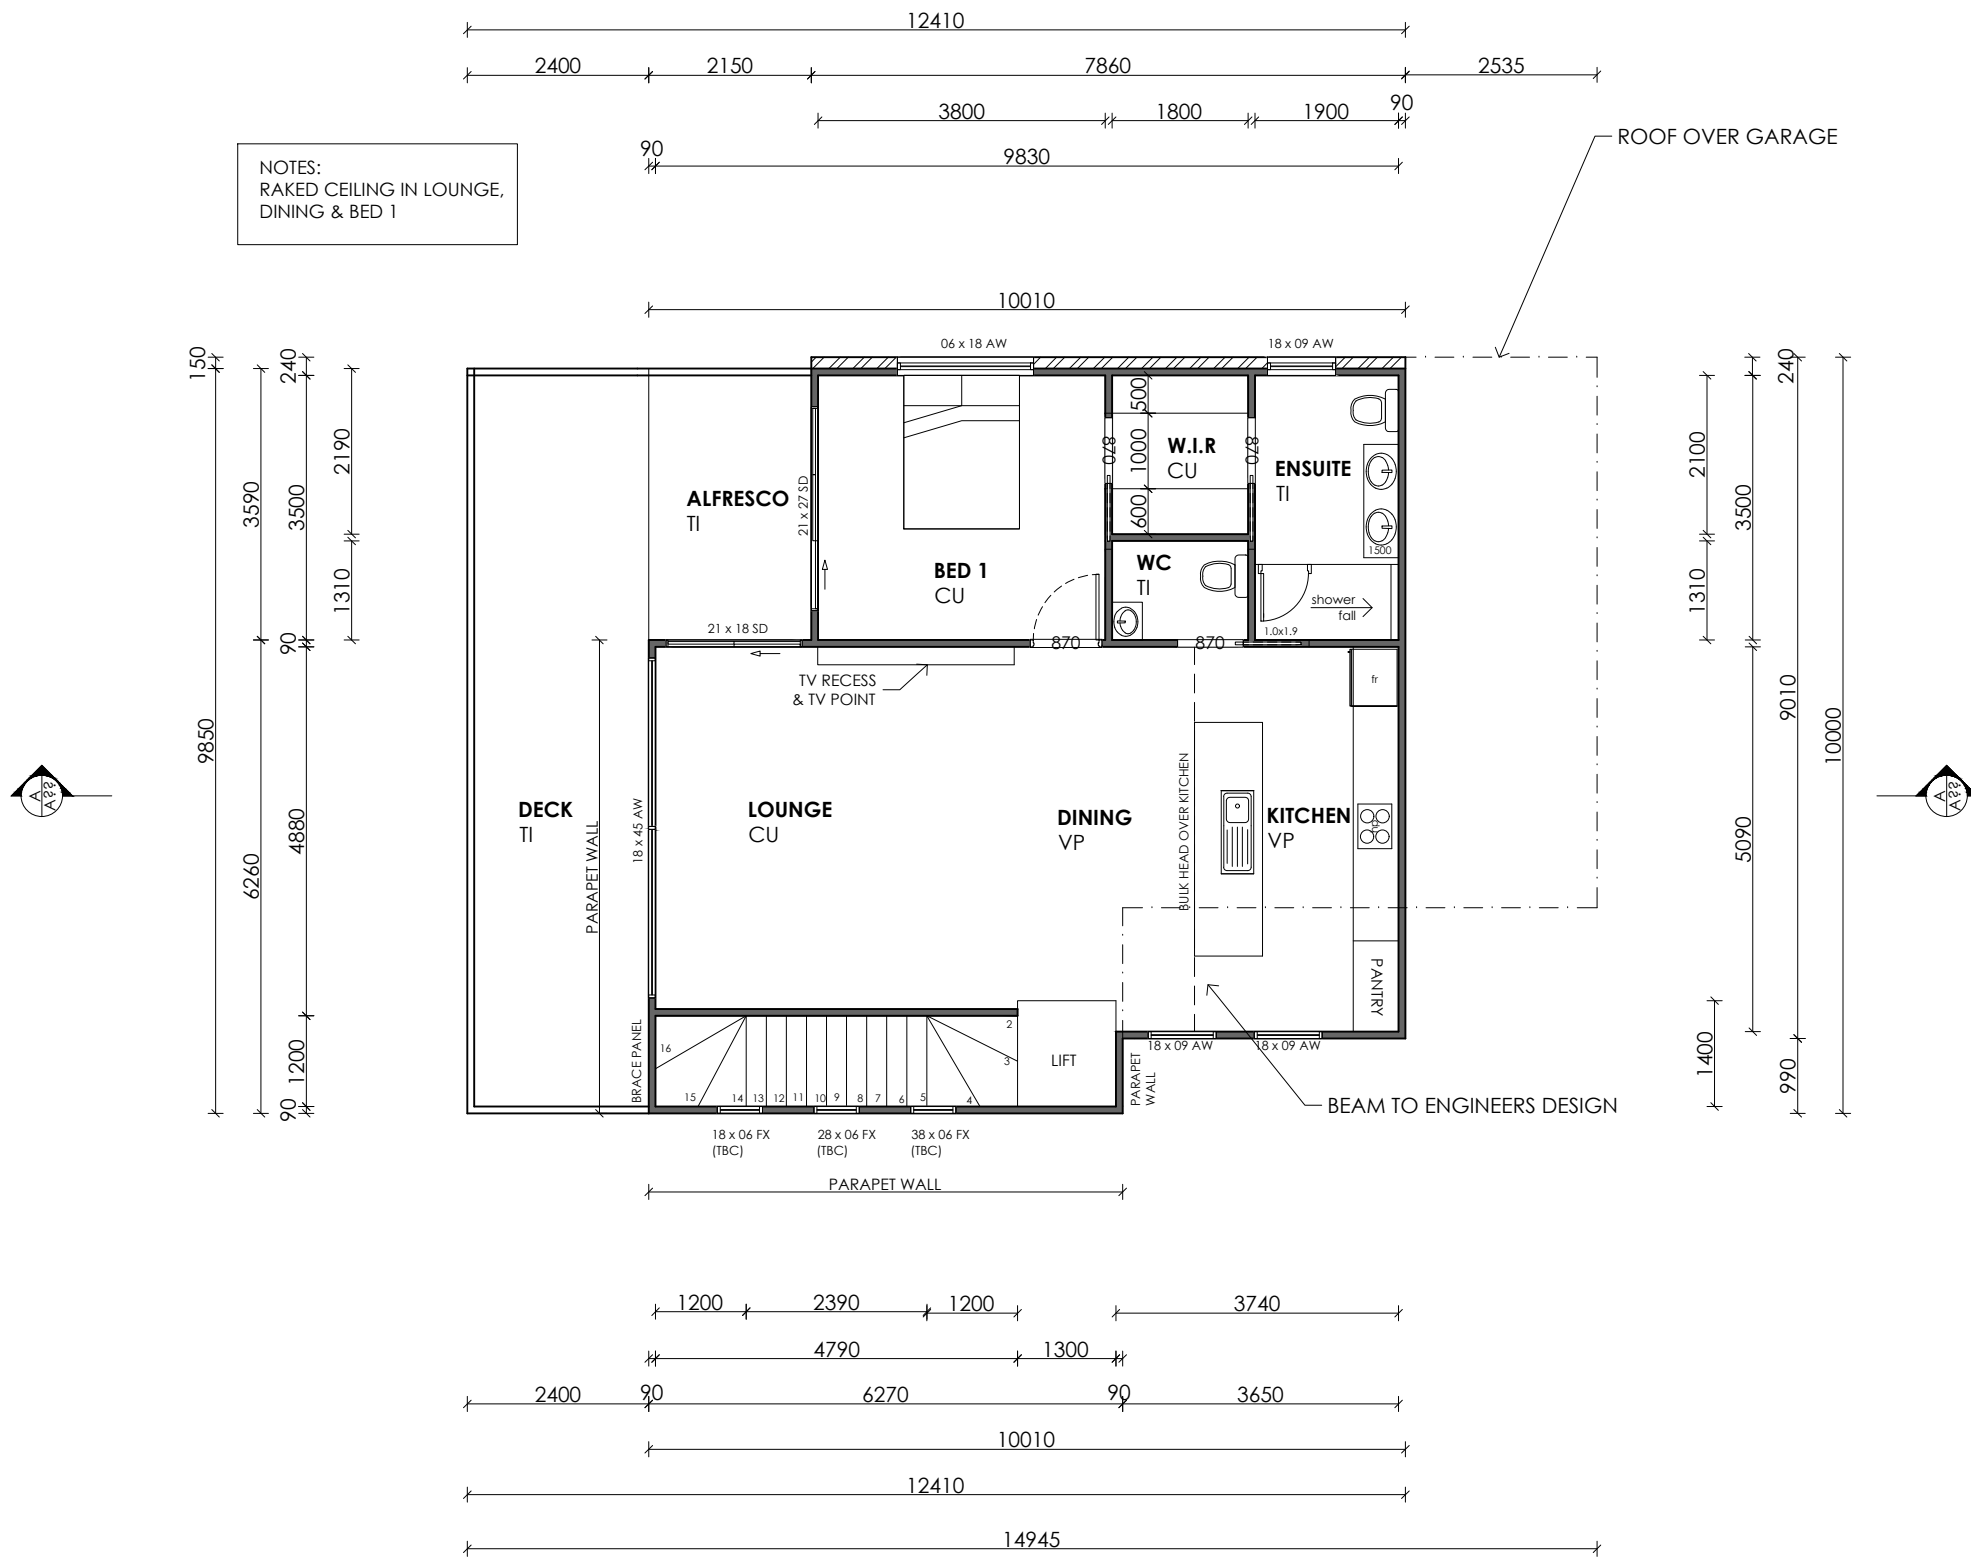 12410
2400
2150
7860
2535
3800
1800
1900
90
90
9830
ROOF OVER GARAGE
NOTES:
RAKED CEILING IN LOUNGE,
DINING & BED 1
10010
06 x 18 AW
18 x 09 AW
150
240
240
3590
3500
2190
1310
90
9850
6260
4880
1200
90
500
1000
600
870
870
W.I.R
CU
ENSUITE
TI
ALFRESCO
TI
21 x 27 SD
BED 1
CU
WC
TI
1500
shower
fall
1.0x1.9
21 x 18 SD
870
870
TV RECESS
& TV POINT
fr
2100
3500
1310
9010
5090
10000
1400
990
A
A??
A
A??
DECK
TI
PARAPET WALL
18 x 45 AW
LOUNGE
CU
DINING
VP
BULK HEAD OVER KITCHEN
KITCHEN
VP
PANTRY
BRACE PANEL
16
15
14
13
12
11
10
9
8
7
6
5
4
3
2
LIFT
18 x 09 AW
18 x 09 AW
PARAPET
WALL
BEAM TO ENGINEERS DESIGN
18 x 06 FX
(TBC)
28 x 06 FX
(TBC)
38 x 06 FX
(TBC)
PARAPET WALL
1200
2390
1200
3740
4790
1300
2400
90
6270
90
3650
10010
12410
14945